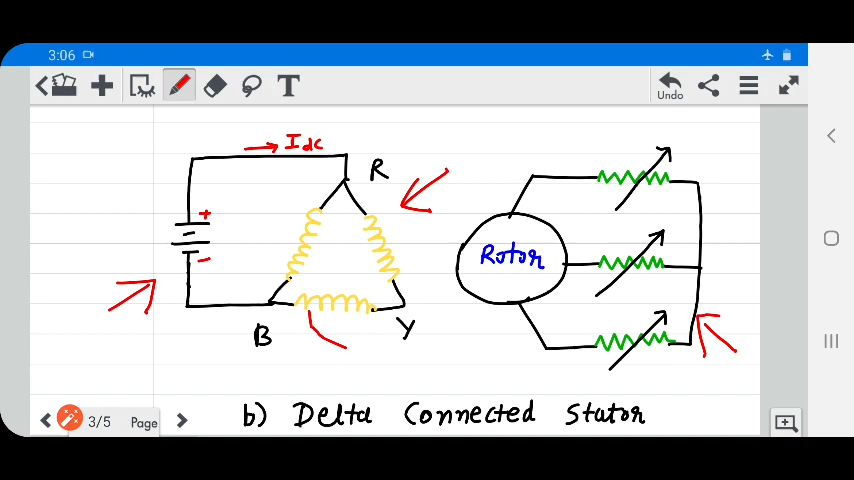 3:06
T
Undo
Idc
R
+
Rotor
-
B
Y
3/5 Page
b) Delta Connected Stator